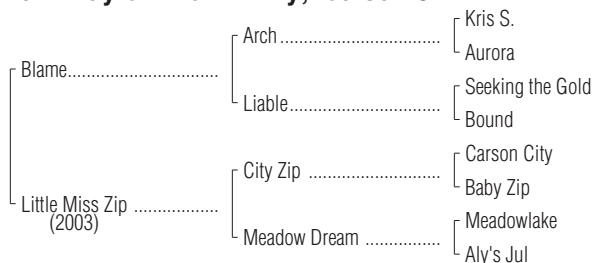 Kris S.
Arch
Aurora
Blame
Seeking the Gold
Liable
Bound
Carson City
City Zip
Baby Zip
Little Miss Zip
(2003)
Meadowlake
Meadow Dream
Aly's Jul